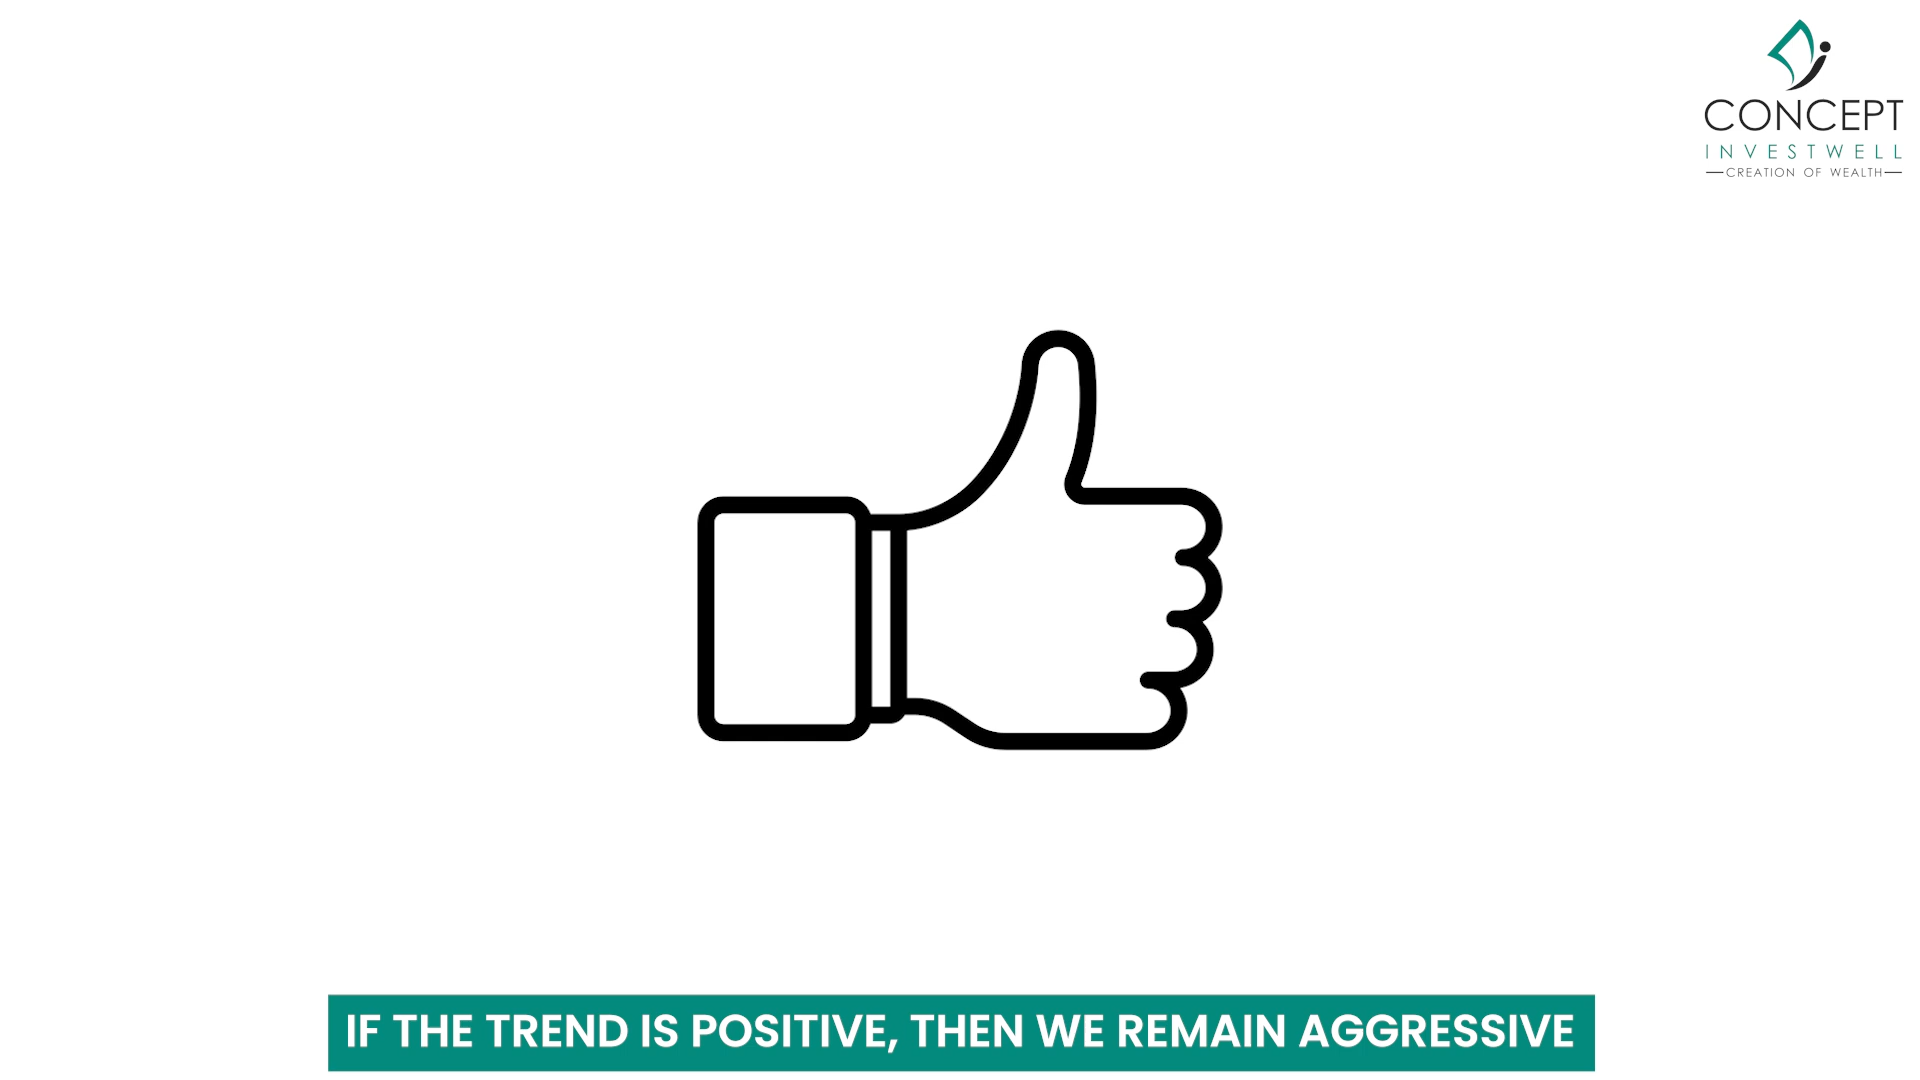 CONCEPT
INVESTWELL
CREATION OF WEALTH
IF THE TREND IS POSITIVE, THEN WE REMAIN AGGRESSIVE